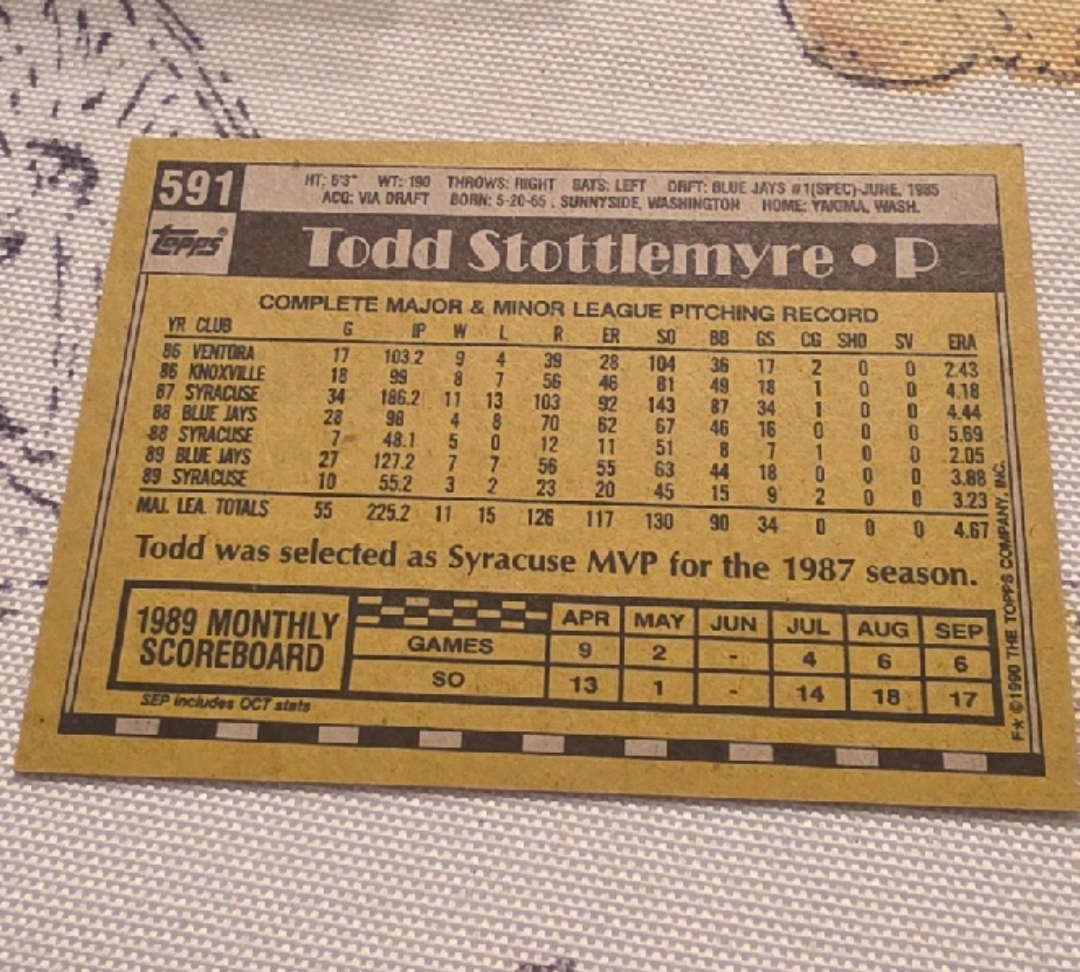 591
HT: 6'3" WT: 190 THROWS: RIGHT BATS: LEFT DRFT: BLUE JAYS #1(SPEC)-JUNE, 1985
ACQ: VIA DRAFT BORN: 5-20-65, SUNNYSIDE, WASHINGTON HOME: YAKIMA, WASH.
topps®
Todd Stottlemyre • P
COMPLETE MAJOR & MINOR LEAGUE PITCHING RECORD
YR CLUB G IP W L R ER SO BB GS CG SHO SV ERA
86 VENTURA 17 103.2 9 4 39 28 104 36 17 2 0 0 2.43
86 KNOXVILLE 18 99 8 7 56 46 81 49 18 1 0 0 4.18
87 SYRACUSE 34 186.2 11 13 103 92 143 87 34 1 0 0 4.44
88 BLUE JAYS 28 98 4 8 70 62 67 46 16 0 0 0 5.69
88 SYRACUSE 7 48.1 5 0 12 11 51 8 7 1 0 0 2.05
89 BLUE JAYS 27 127.2 7 7 56 55 63 44 18 0 0 0 3.88
89 SYRACUSE 10 55.2 3 2 23 20 45 15 9 2 0 0 3.23
MAJ. LEA. TOTALS 55 225.2 11 15 126 117 130 90 34 0 0 0 4.67
Todd was selected as Syracuse MVP for the 1987 season.
1989 MONTHLY
SCOREBOARD
APR MAY JUN JUL AUG SEP
GAMES 9 2 - 4 6 6
SO 13 1 - 14 18 17
SEP includes OCT stats
F★ ©1990 THE TOPPS COMPANY, INC.